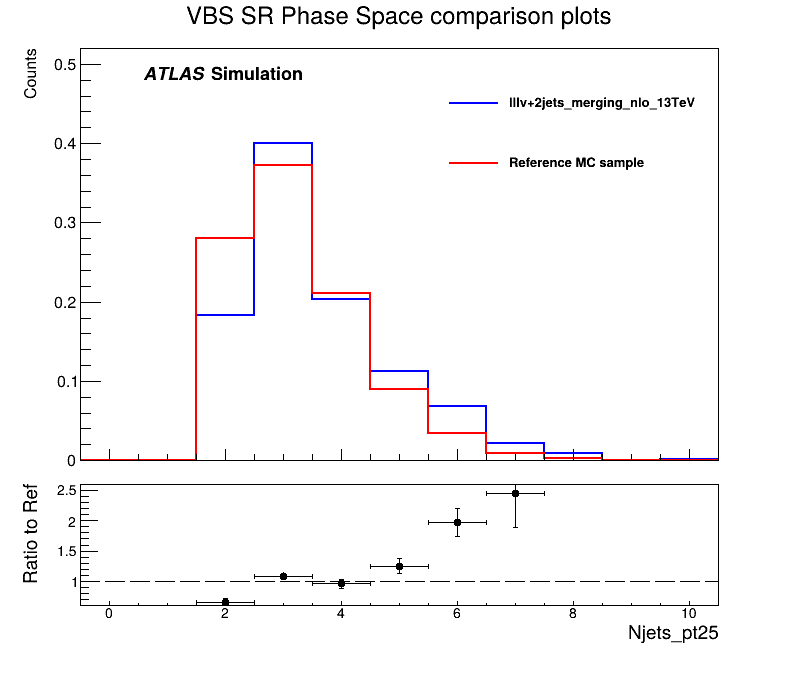 VBS SR Phase Space comparison plots
Counts
0.5
0.4
0.3
0.2
0.1
0
ATLAS Simulation
lllv+2jets_merging_nlo_13TeV
Reference MC sample
Ratio to Ref
2.5
2
1.5
1
0 2 4 6 8 10
Njets_pt25